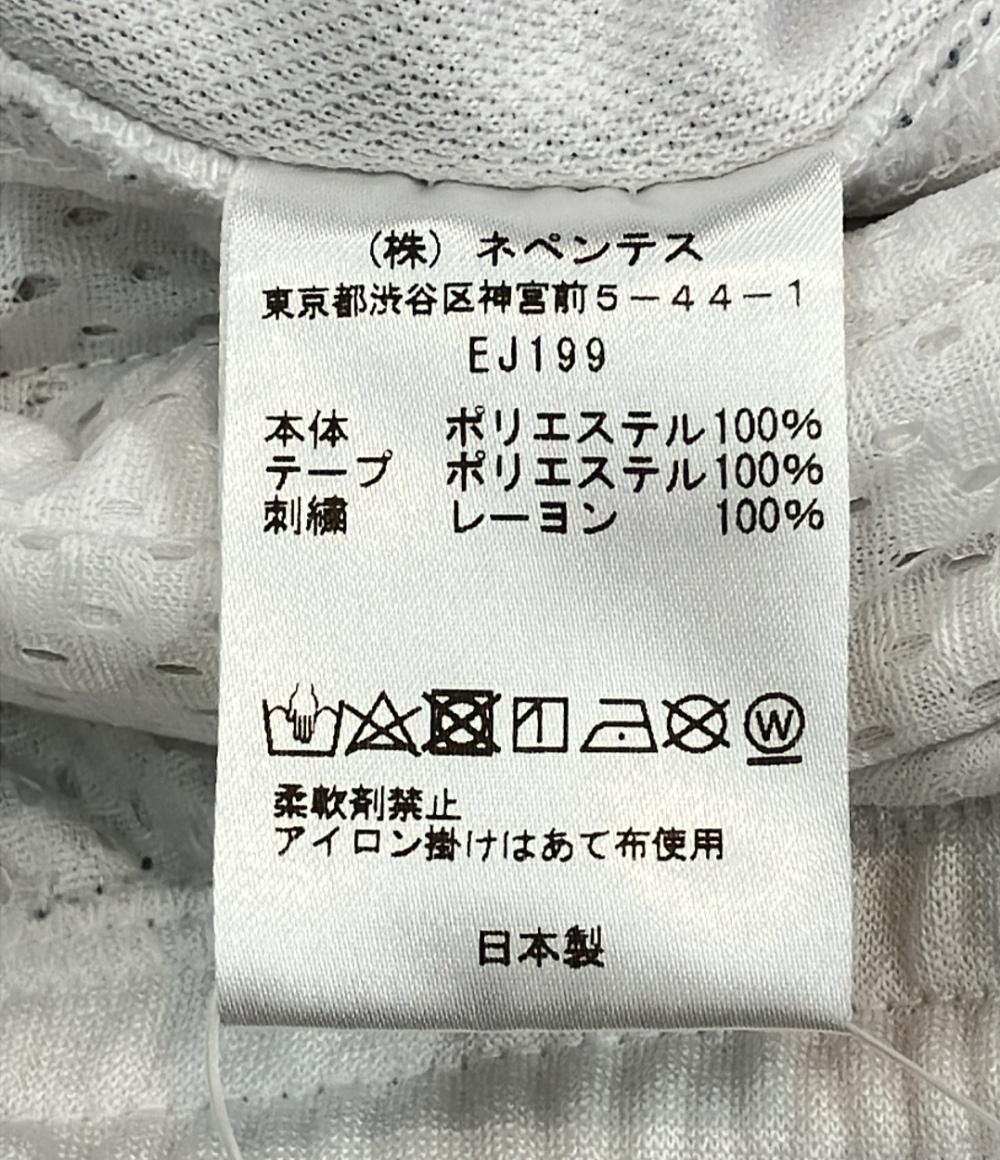 (株) ネペンテス
東京都渋谷区神宮前5-44-1
EJ199
本体 ポリエステル100%
テープ ポリエステル100%
刺繍 レーヨン 100%
W
柔軟剤禁止
アイロン掛けはあて布使用
日本製